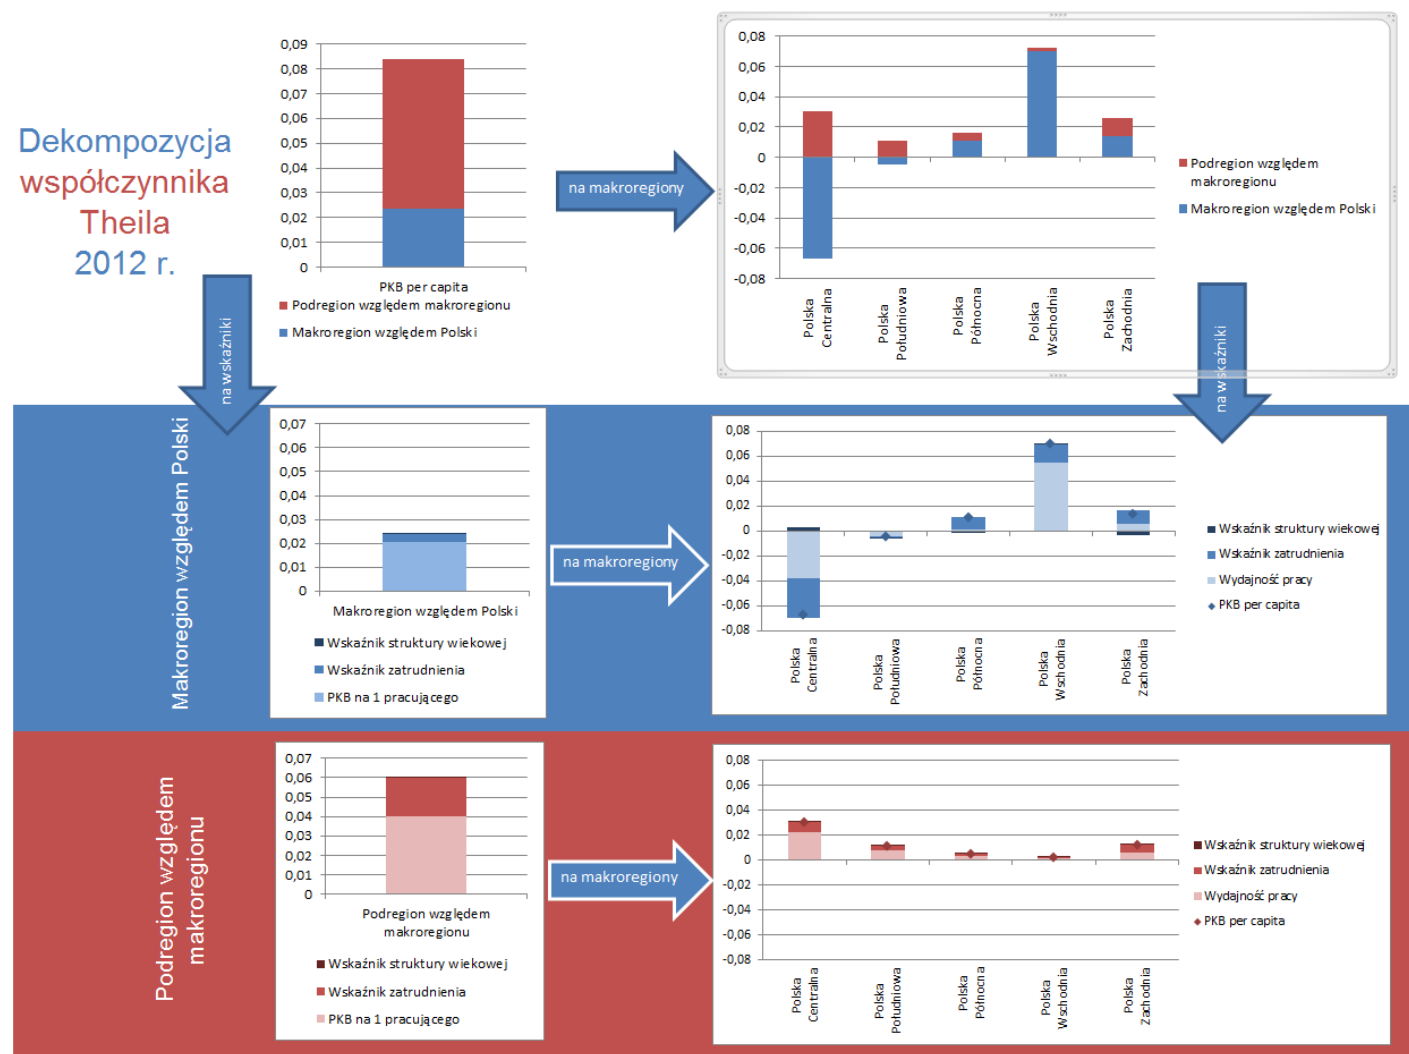 Dekompozycja
współczynnika
Theila
2012 r.
0,09
0,08
0,07
0,06
0,05
0,04
0,03
0,02
0,01
0
PKB per capita
Podregion względem makroregionu
Makroregion względem Polski
na makroregiony
0,08
0,06
0,04
0,02
0
-0,02
-0,04
-0,06
-0,08
Polska
Centralna
Polska
Południowa
Polska
Północna
Polska
Wschodnia
Polska
Zachodnia
Podregion względem
makroregionu
Makroregion względem Polski
na wskaźniki
na wskaźniki
Makroregion względem Polski
0,07
0,06
0,05
0,04
0,03
0,02
0,01
0
Makroregion względem Polski
Wskaźnik struktury wiekowej
Wskaźnik zatrudnienia
PKB na 1 pracującego
na makroregiony
0,08
0,06
0,04
0,02
0
-0,02
-0,04
-0,06
-0,08
Polska
Centralna
Polska
Południowa
Polska
Północna
Polska
Wschodnia
Polska
Zachodnia
Wskaźnik struktury wiekowej
Wskaźnik zatrudnienia
Wydajność pracy
PKB per capita
Podregion względem
makroregionu
0,07
0,06
0,05
0,04
0,03
0,02
0,01
0
Podregion względem
makroregionu
Wskaźnik struktury wiekowej
Wskaźnik zatrudnienia
PKB na 1 pracującego
na makroregiony
0,08
0,06
0,04
0,02
0
-0,02
-0,04
-0,06
-0,08
Polska
Centralna
Polska
Południowa
Polska
Północna
Polska
Wschodnia
Polska
Zachodnia
Wskaźnik struktury wiekowej
Wskaźnik zatrudnienia
Wydajność pracy
PKB per capita